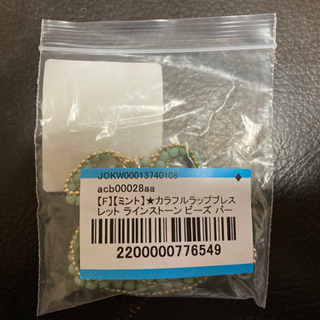 JOKW00013740108
acb00028aa
【F】【ミント】★カラフルラップブレス
レット ラインストーン ビーズ バー
2200000776549